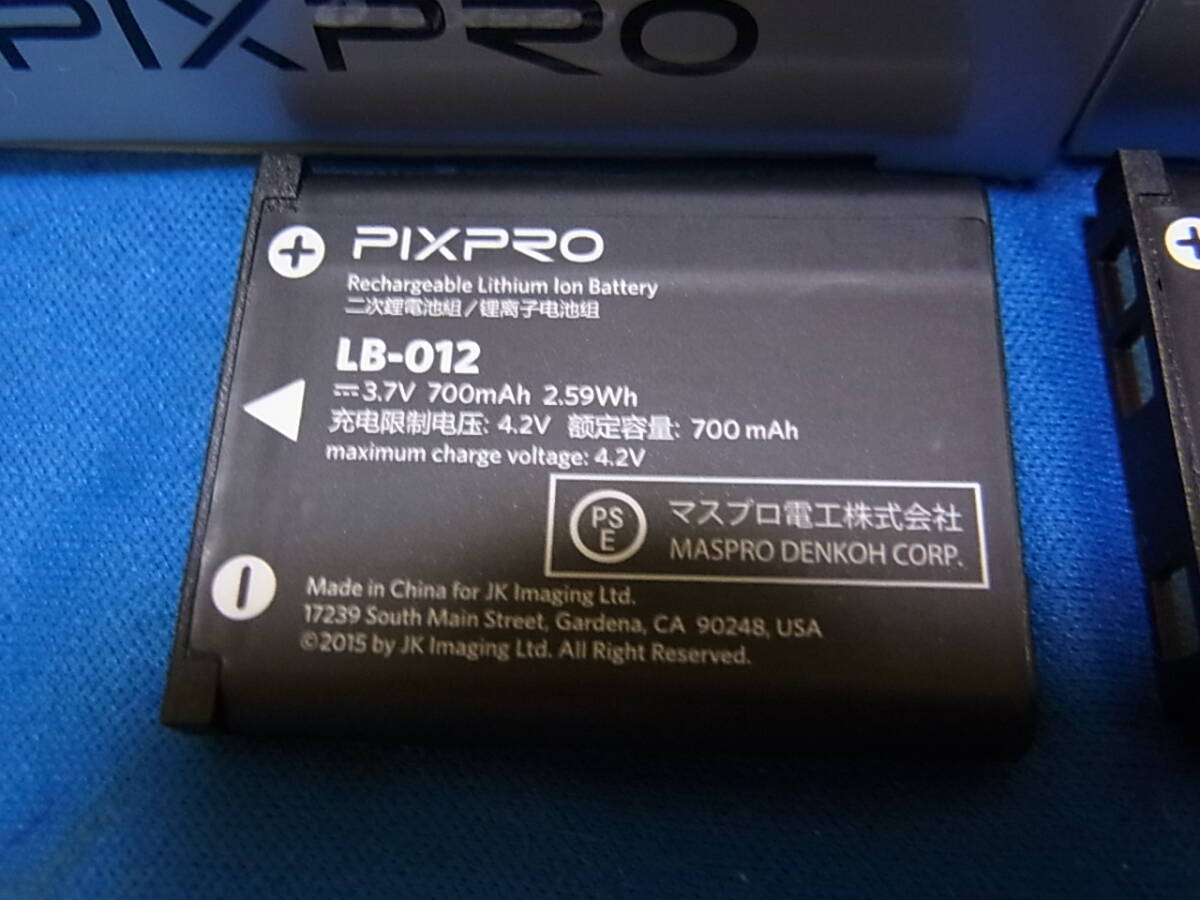 PIXPRO
PIXPRO
Rechargeable Lithium Ion Battery
二次鋰電池組/锂离子电池组
LB-012
⎓3.7V 700mAh 2.59Wh
充电限制电压: 4.2V 额定容量: 700 mAh
maximum charge voltage: 4.2V
PS
E
マスプロ電工株式会社
MASPRO DENKOH CORP.
Made in China for JK Imaging Ltd.
17239 South Main Street, Gardena, CA 90248, USA
©2015 by JK Imaging Ltd. All Right Reserved.